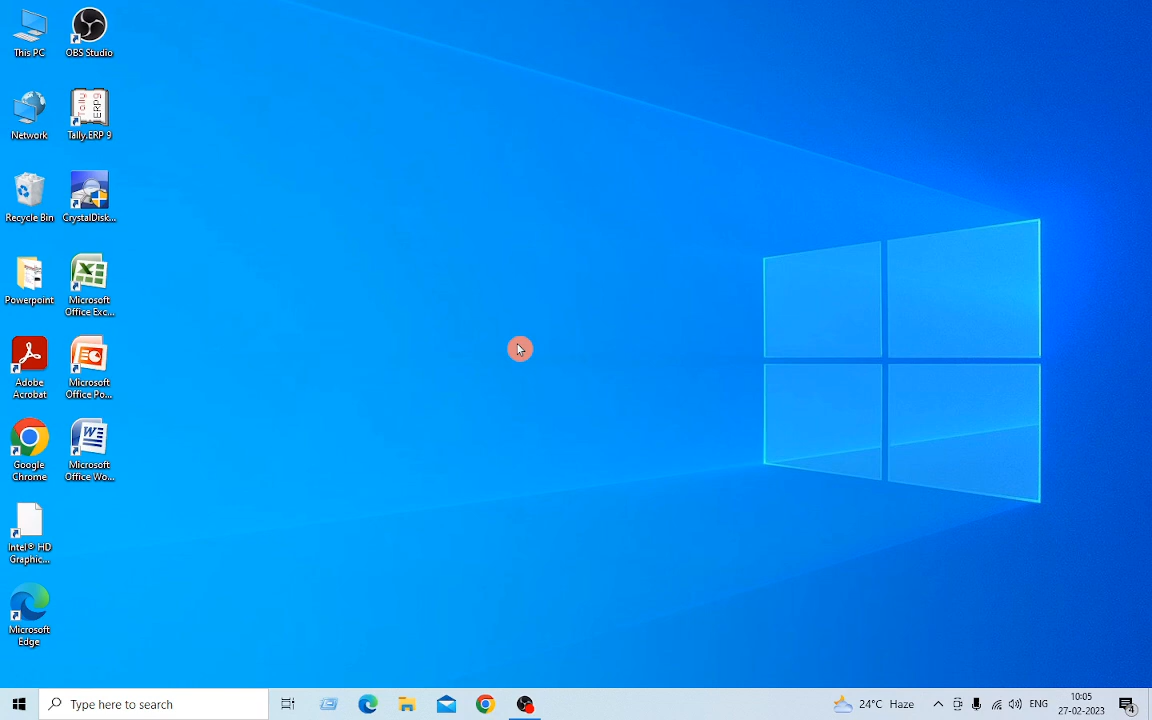 This PC
OBS Studio
Network
Tally.ERP 9
Recycle Bin
CrystalDisk...
Powerpoint
Microsoft
Office Exc...
Adobe
Acrobat
Microsoft
Office Po...
Google
Chrome
Microsoft
Office Wo...
Intel® HD
Graphic...
Microsoft
Edge
Type here to search
24°C Haze
ENG
10:05
27-02-2023
4